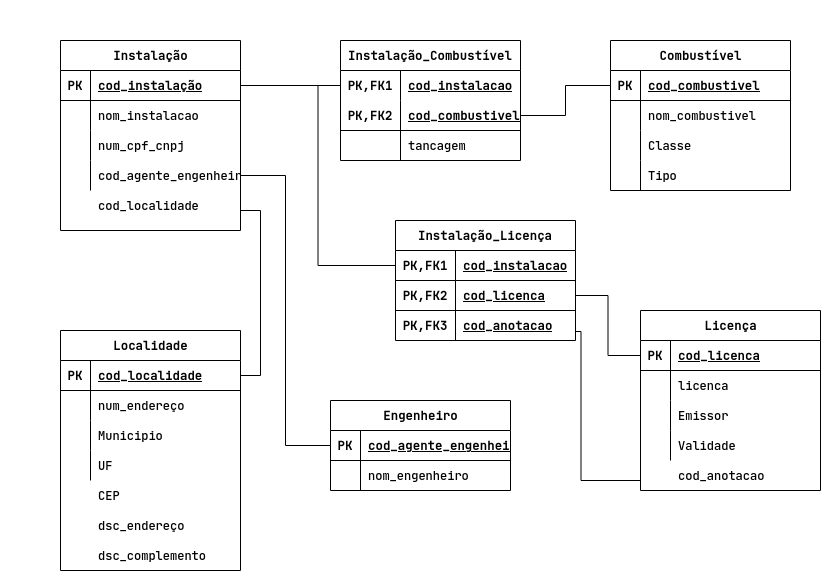 Instalação
PK cod_instalação
nom_instalacao
num_cpf_cnpj
cod_agente_engenheir
cod_localidade
Instalação_Combustível
PK,FK1 cod_instalacao
PK,FK2 cod_combustivel
tancagem
Combustível
PK cod_combustivel
nom_combustivel
Classe
Tipo
Instalação_Licença
PK,FK1 cod_instalacao
PK,FK2 cod_licenca
PK,FK3 cod_anotacao
Licença
PK cod_licenca
licenca
Emissor
Validade
cod_anotacao
Localidade
PK cod_localidade
num_endereço
Municipio
UF
CEP
dsc_endereço
dsc_complemento
Engenheiro
PK cod_agente_engenhei
nom_engenheiro